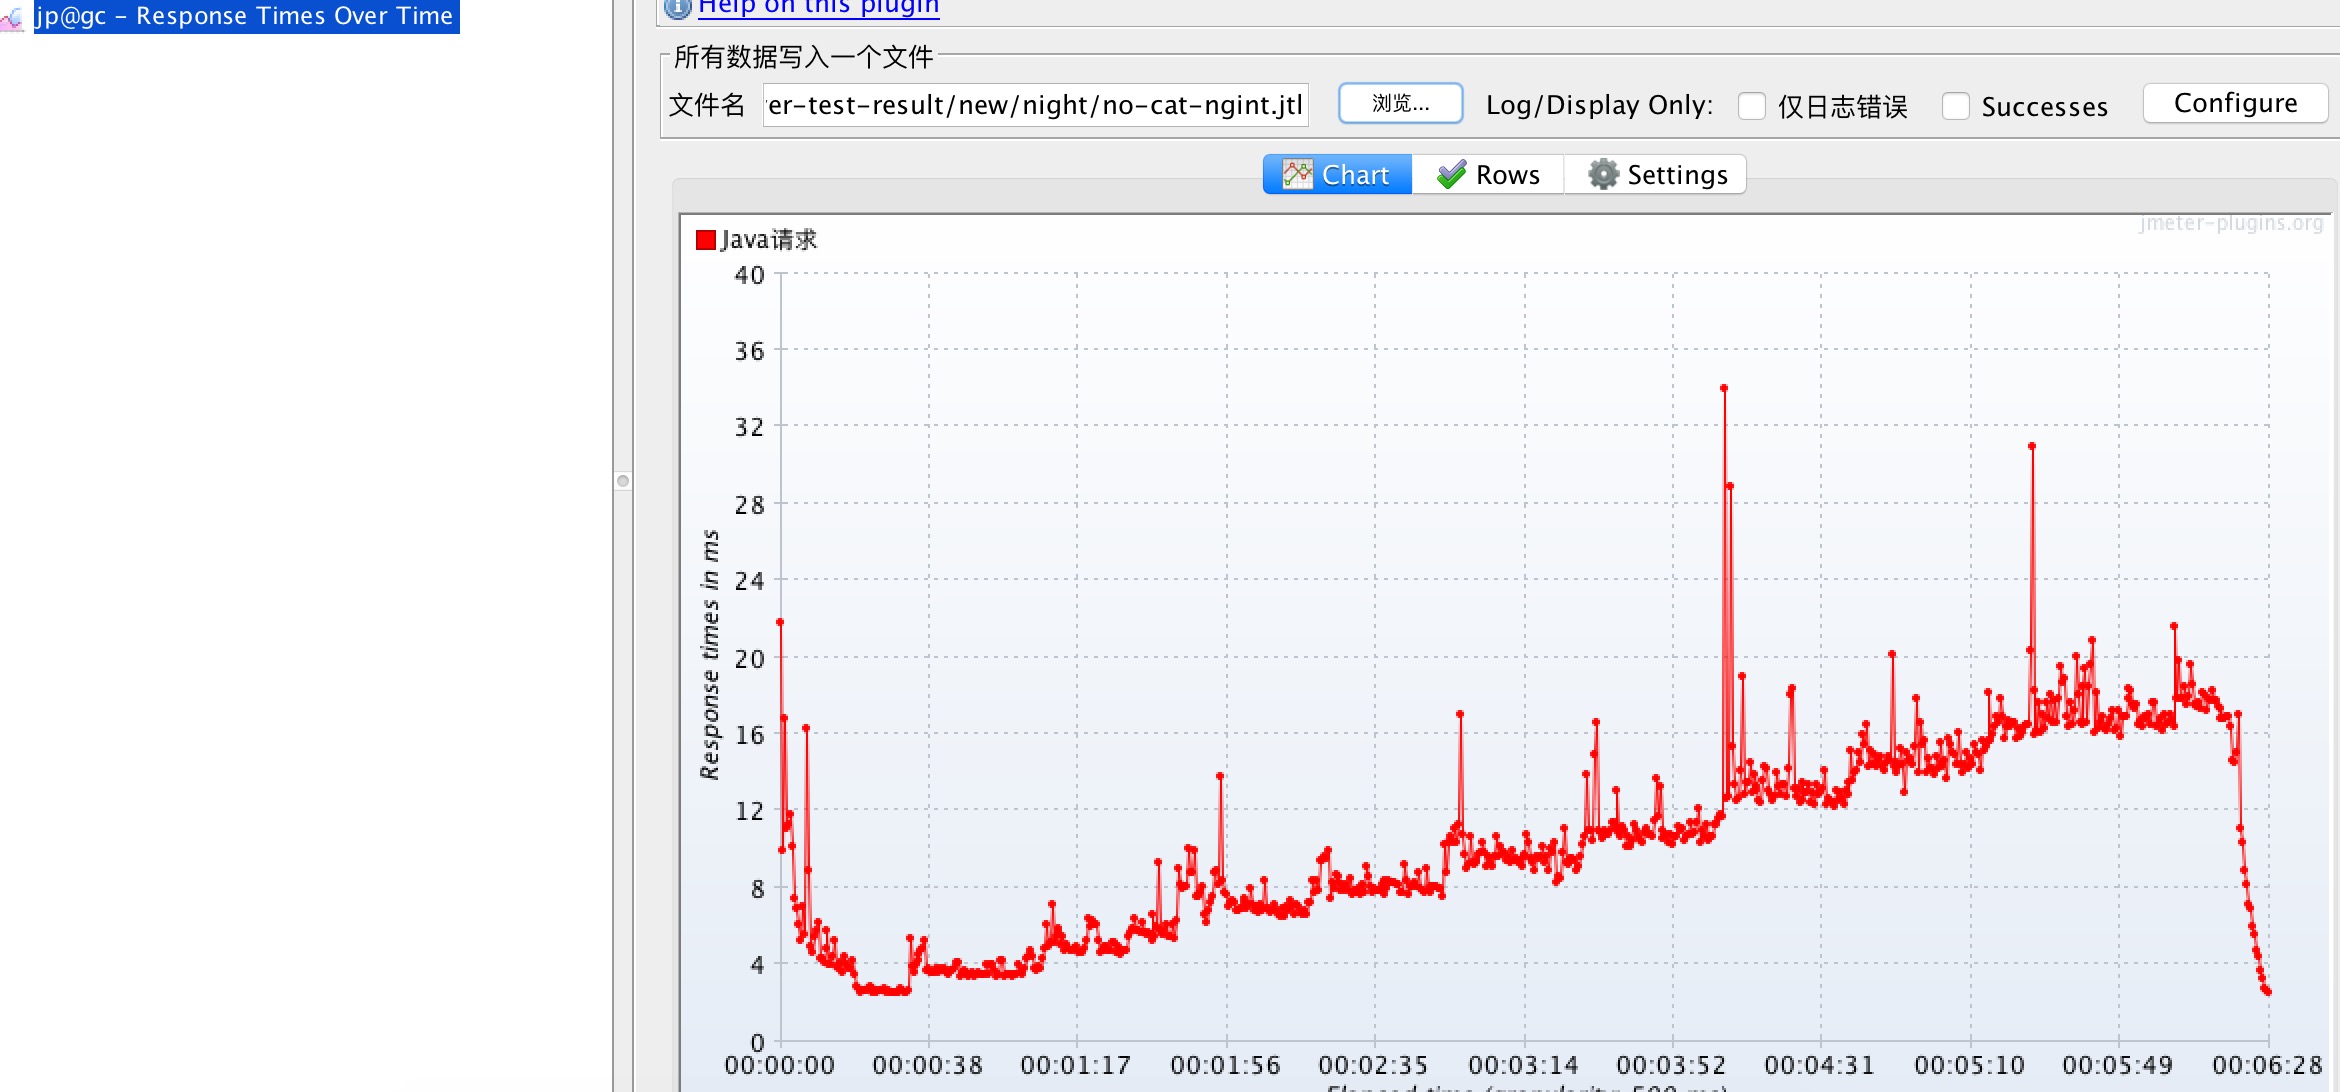 jp@gc – Response Times Over Time
Help on this plugin
所有数据写入一个文件
文件名 er-test-result/new/night/no-cat-ngint.jtl 浏览... Log/Display Only: 仅日志错误 Successes Configure
Chart Rows Settings
jmeter-plugins.org
Java请求
40
36
32
28
24
20
16
12
8
4
0
Response times in ms
00:00:00 00:00:38 00:01:17 00:01:56 00:02:35 00:03:14 00:03:52 00:04:31 00:05:10 00:05:49 00:06:28
Elapsed time (granularity: 500 ms)